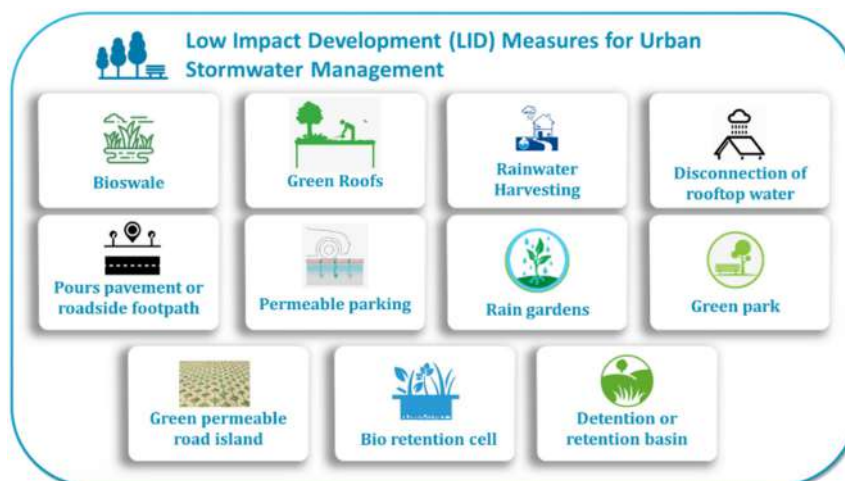 Low Impact Development (LID) Measures for Urban
Stormwater Management
Bioswale
Green Roofs
Rainwater
Harvesting
Disconnection of
rooftop water
Pours pavement or
roadside footpath
Permeable parking
Rain gardens
Green park
Green permeable
road island
Bio retention cell
Detention or
retention basin